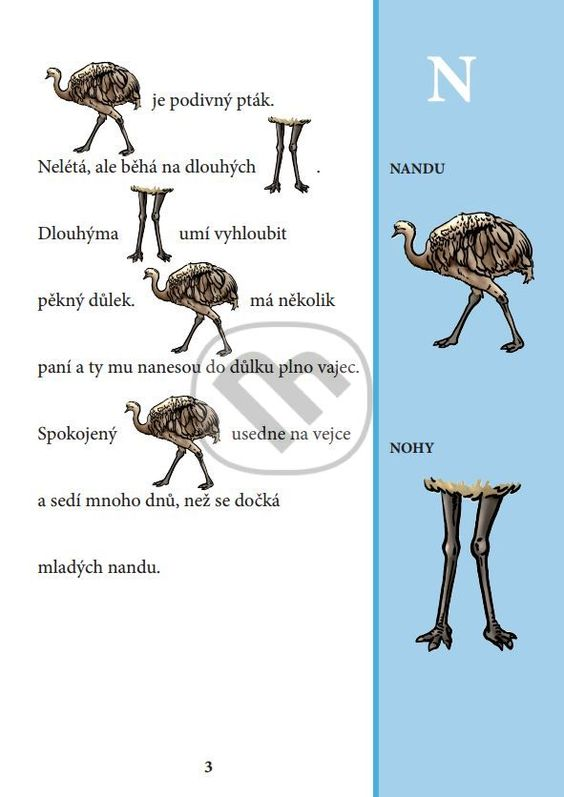 je podivný pták.
Nelétá, ale běhá na dlouhých .
Dlouhýma umí vyhloubit
pěkný důlek. má několik
paní a ty mu nanesou do důlku plno vajec.
Spokojený usedne na vejce
a sedí mnoho dnů, než se dočká
mladých nandu.
3
N
NANDU
NOHY